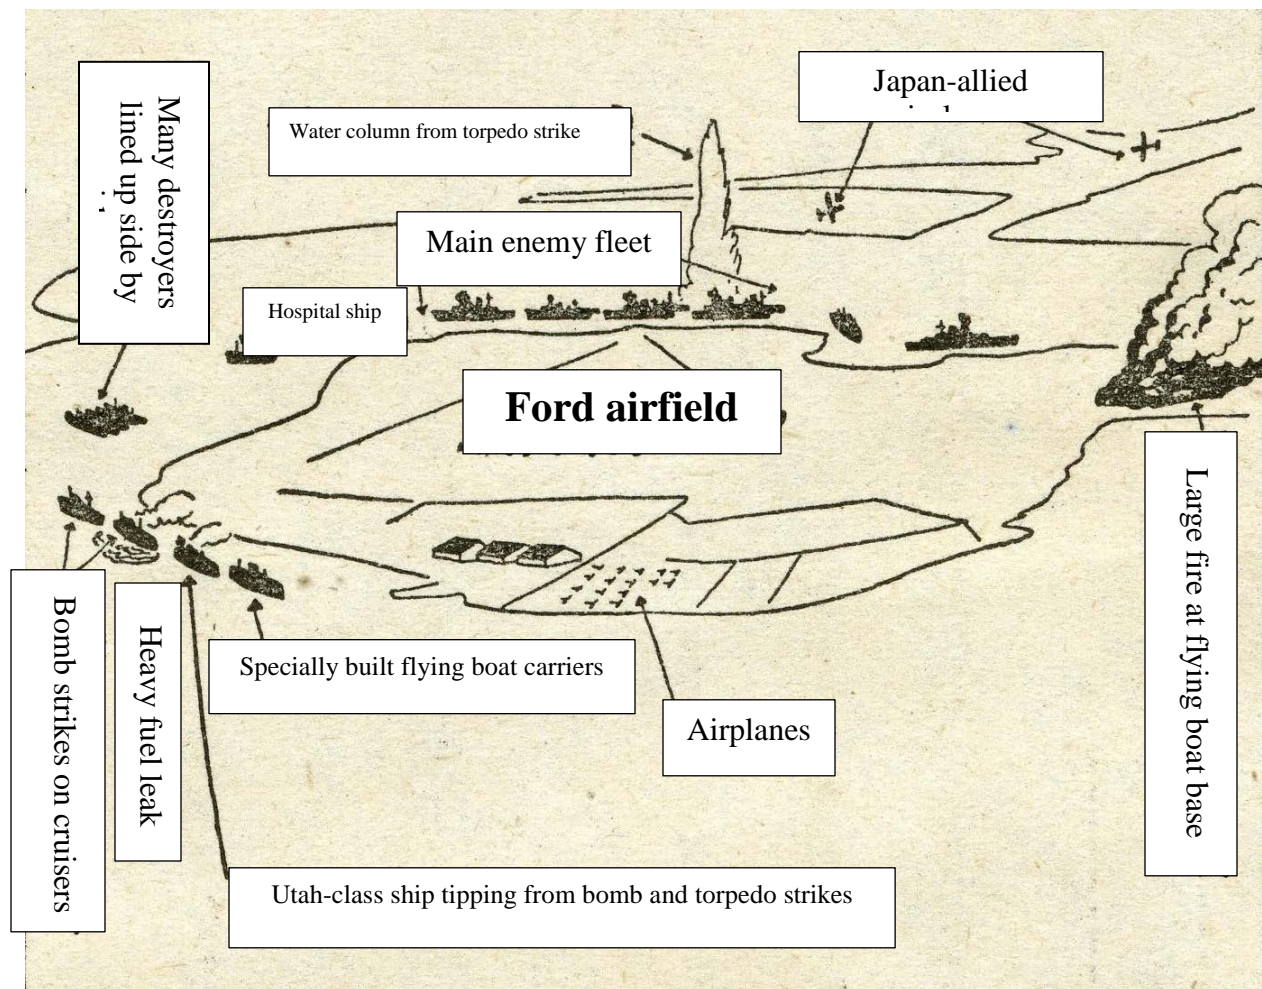 Japan-allied
Many destroyers
lined up side by
Water column from torpedo strike
Main enemy fleet
Hospital ship
Ford airfield
Large fire at flying boat base
Bomb strikes on cruisers
Heavy fuel leak
Specially built flying boat carriers
Airplanes
Utah-class ship tipping from bomb and torpedo strikes